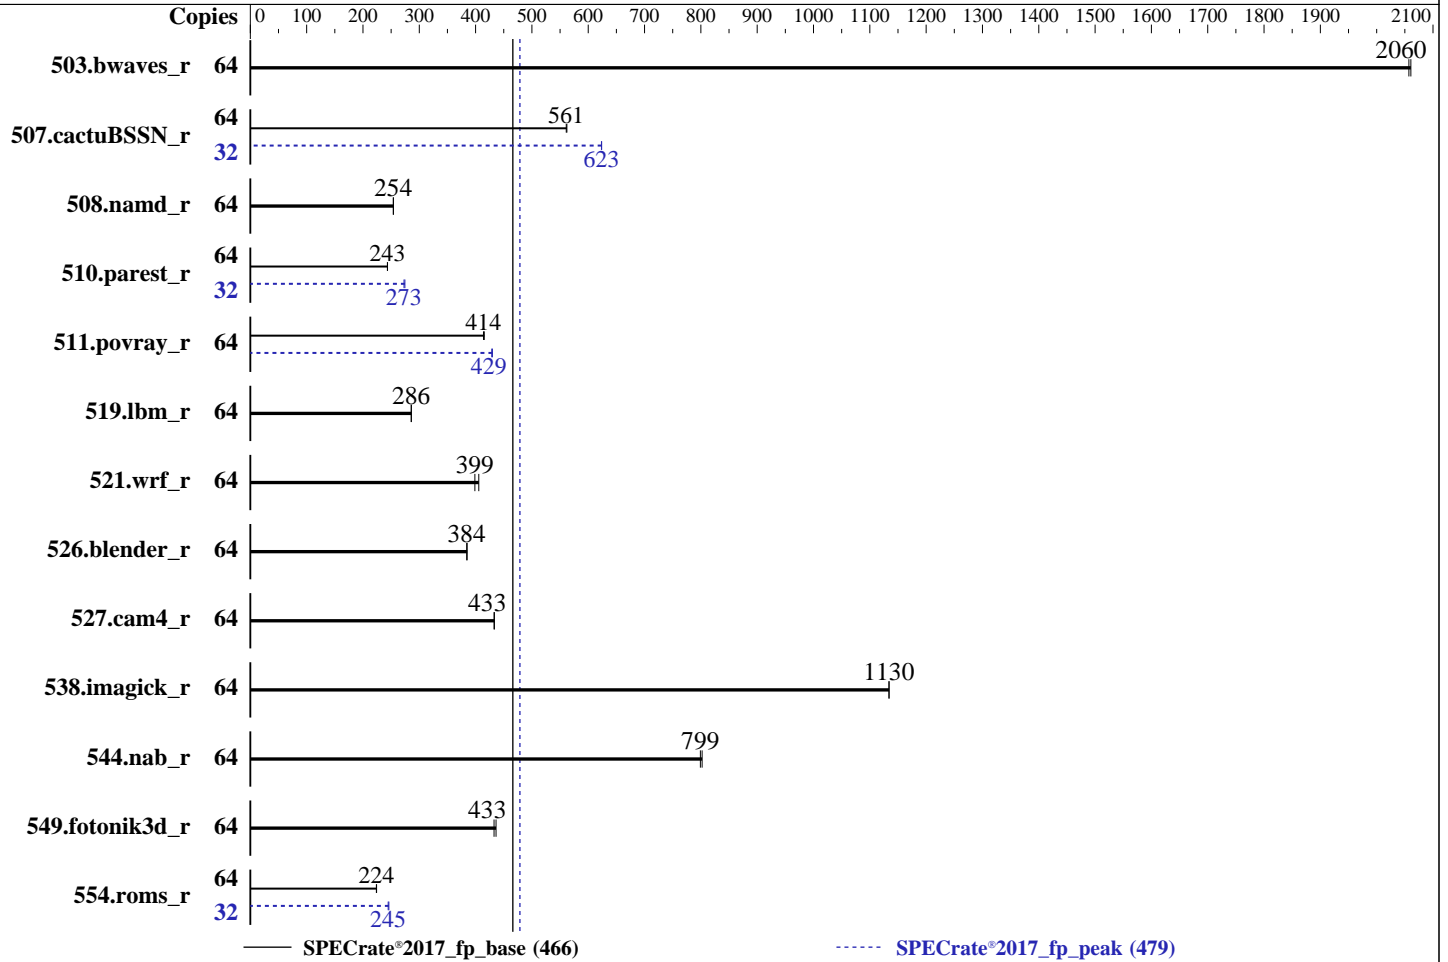 Copies 0 100 200 300 400 500 600 700 800 900 1000 1100 1200 1300 1400 1500 1600 1700 1800 1900 2100
2060
503.bwaves_r 64
64 561
507.cactuBSSN_r
32 623
254
508.namd_r 64
64 243
510.parest_r
32 273
414
511.povray_r 64
429
286
519.lbm_r 64
399
521.wrf_r 64
384
526.blender_r 64
433
527.cam4_r 64
1130
538.imagick_r 64
799
544.nab_r 64
433
549.fotonik3d_r 64
64 224
554.roms_r
32 245
SPECrate®2017_fp_base (466) SPECrate®2017_fp_peak (479)